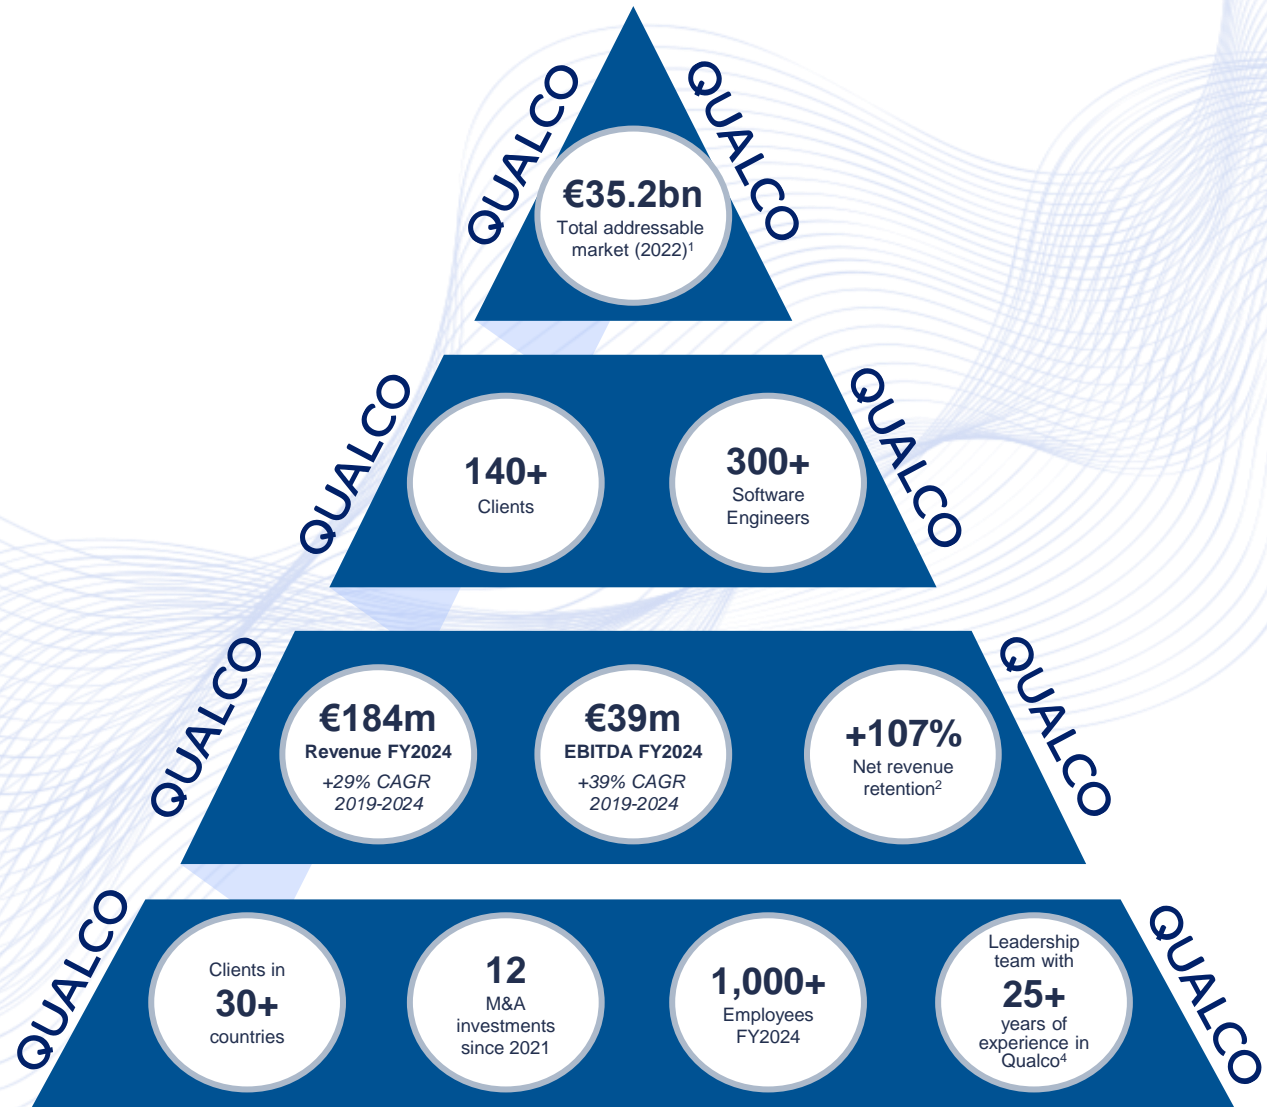 QUALCO
QUALCO
€35.2bn
Total addressable
market (2022)¹
QUALCO
QUALCO
140+
Clients
300+
Software
Engineers
QUALCO
QUALCO
€184m
Revenue FY2024
+29% CAGR
2019-2024
€39m
EBITDA FY2024
+39% CAGR
2019-2024
+107%
Net revenue
retention²
QUALCO
QUALCO
Clients in
30+
countries
12
M&A
investments
since 2021
1,000+
Employees
FY2024
Leadership
team with
25+
years of
experience in
Qualco⁴